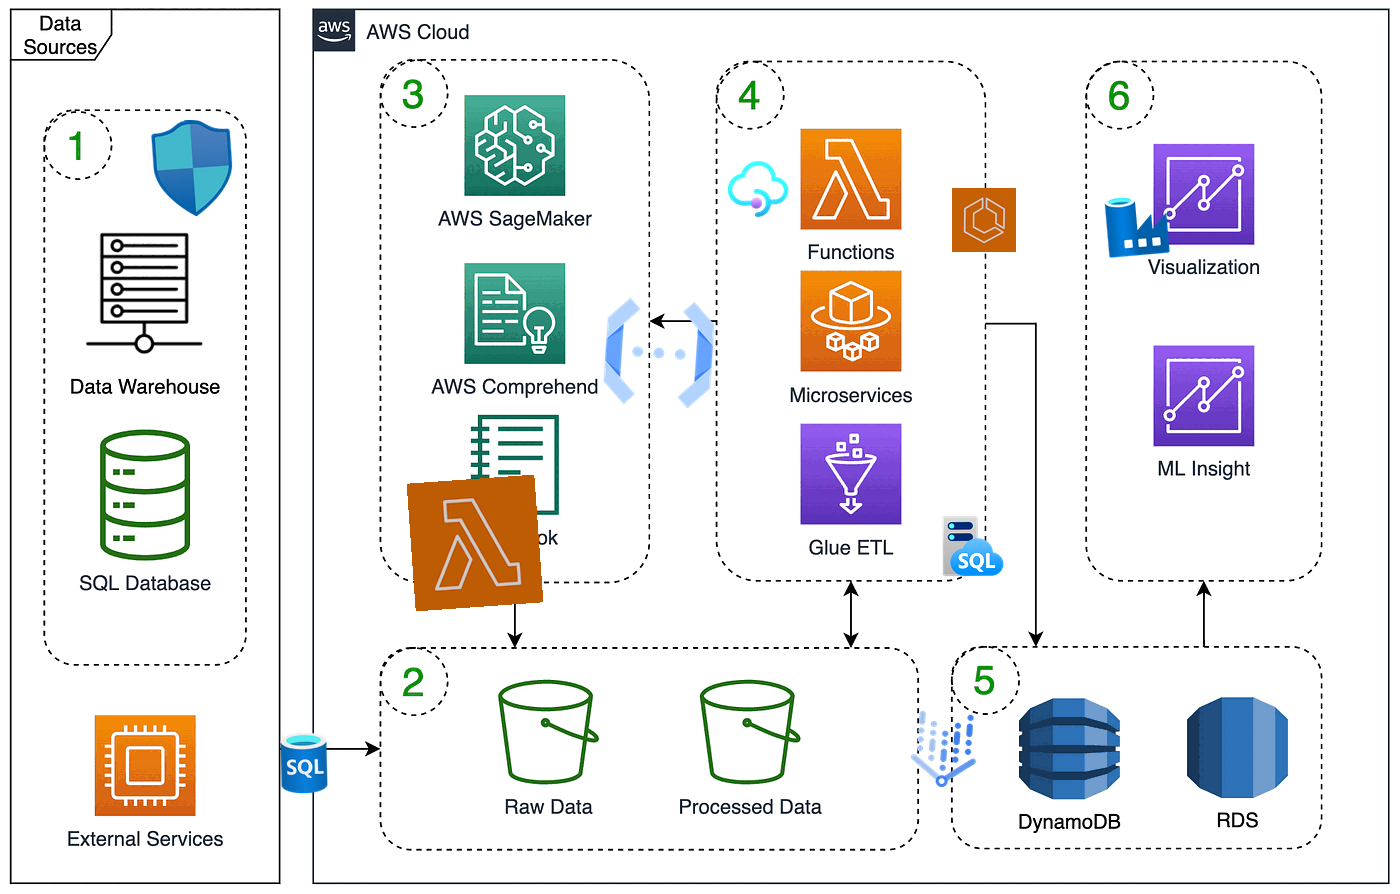 Data
Sources
aws
AWS Cloud
1
Data Warehouse
SQL Database
External Services
SQL
3
AWS SageMaker
AWS Comprehend
ok
4
Functions
Microservices
Glue ETL
SQL
6
Visualization
ML Insight
2
Raw Data
Processed Data
5
DynamoDB
RDS